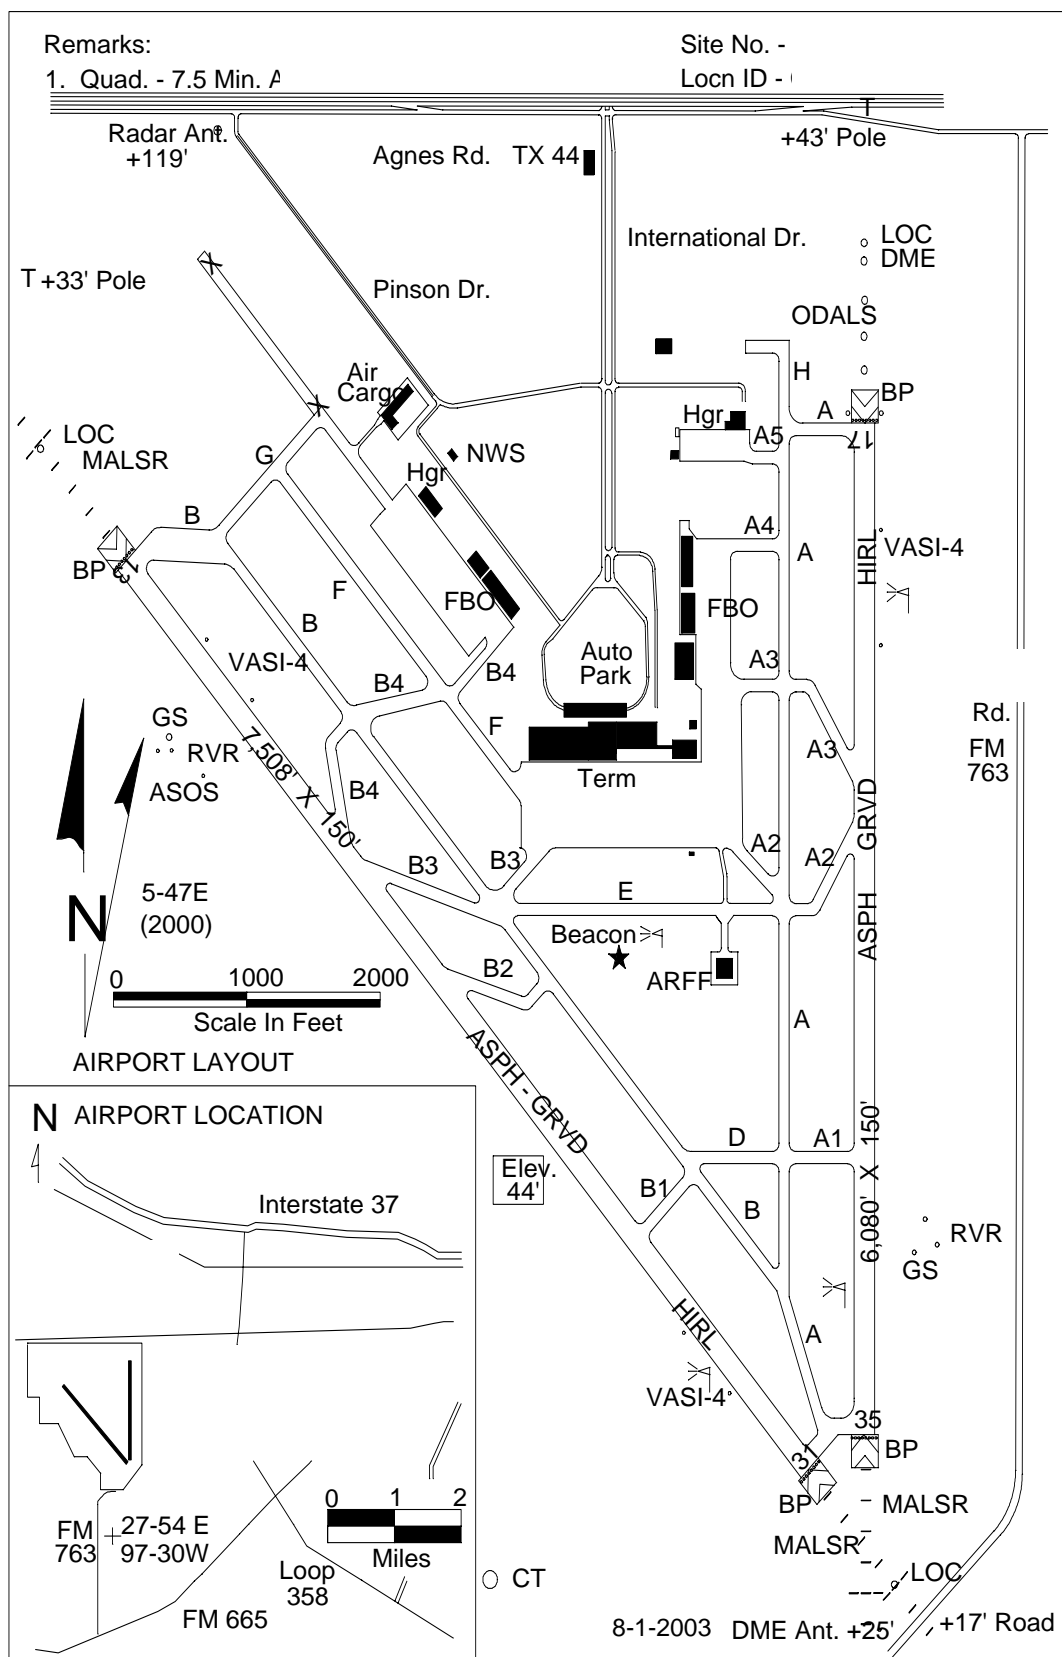 Remarks:
Site No. -
1. Quad. - 7.5 Min.
Locn ID -
T
Radar Ant.
+119'
Agnes Rd.
TX 44
+43' Pole
International Dr.
LOC
DME
T +33' Pole
Pinson Dr.
ODALS
X
Air
Cargo
H
BP
A
X
Hgr
A5
17
LOC
MALSR
G
NWS
Hgr
B
A4
A
HIRL
VASI-4
BP
13
F
FBO
FBO
B
VASI-4
Auto
Park
A3
B4
B4
GS
RVR
ASOS
F
Rd.
FM
763
A3
7,508' X 150'
Term
B4
GRVD
A2
A2
B3
B3
E
5-47E
(2000)
N
ASPH
Beacon
ARFF
B2
0 1000 2000
Scale In Feet
A
AIRPORT LAYOUT
ASPH - GRVD
N AIRPORT LOCATION
D
A1
6,080' X 150'
Elev.
44'
B1
B
Interstate 37
RVR
GS
HIRL
A
VASI-4
35
31
BP
BP
0 1 2
Miles
MALSR
MALSR
FM
763
27-54 E
97-30W
Loop
358
FM 665
CT
LOC
8-1-2003
DME Ant. +25'
+17' Road